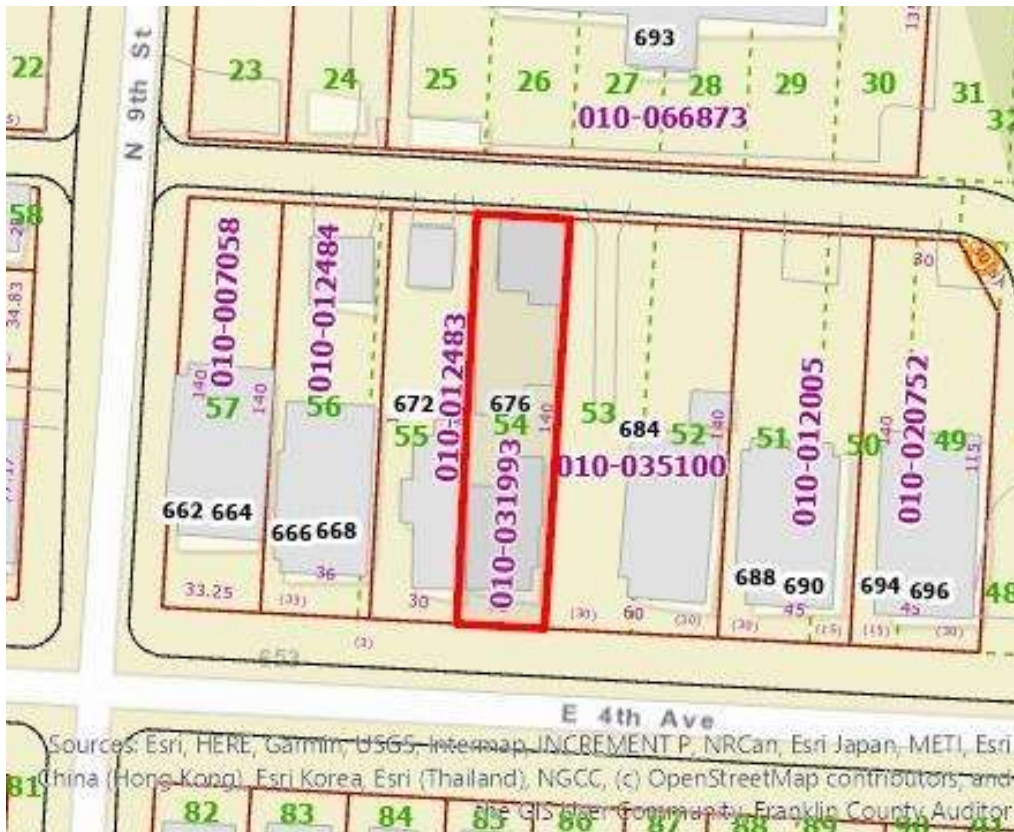 693
22 23 24 25 26 27 28 29 30 31
010-066873
N 9th St
58
010-007058
010-012484
010-012483
010-031993
010-035100
010-012005
010-020752
30
34.83
140
140
140
140
140
115
672 676 684
57 56 55 54 53 52 51 50 49 48
662 664 666 668 688 690 694 696
33.25 36 30 60 45 45
(33) (3) (30) (30) (30) (15) (15) (30)
653
E 4th Ave
Sources: Esri, HERE, Garmin, USGS, Intermap, INCREMENT P, NRCan, Esri Japan, METI, Esri
China (Hong Kong), Esri Korea, Esri (Thailand), NGCC, (c) OpenStreetMap contributors, and
the GIS User Community, Franklin County Auditor
81 82 83 84 85 86 87 88 89